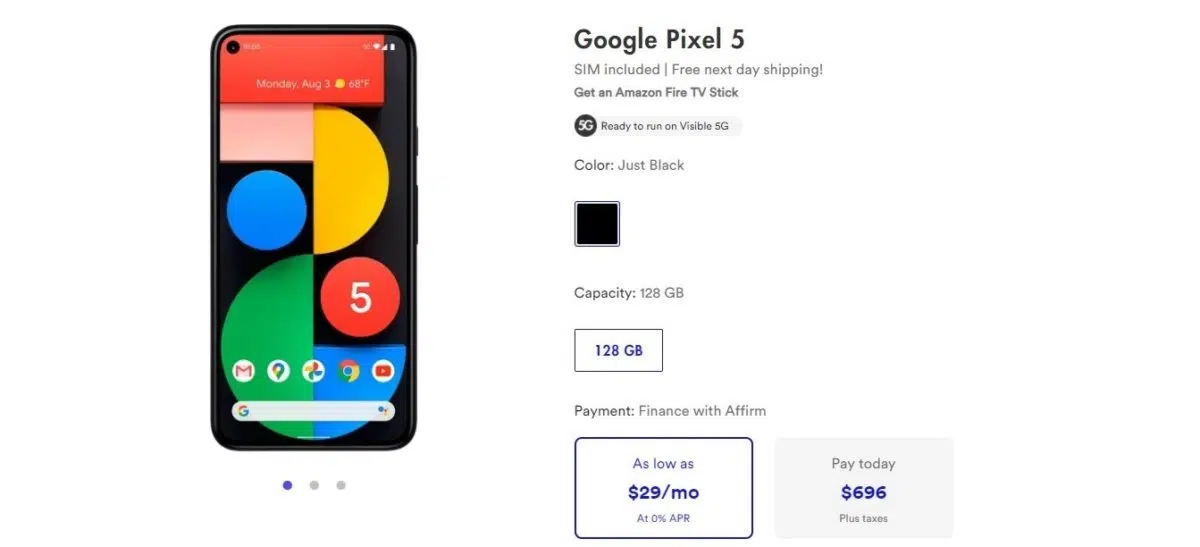 Google Pixel 5
SIM included | Free next day shipping!
Get an Amazon Fire TV Stick
5G Ready to run on Visible 5G
Color: Just Black
Capacity: 128 GB
128 GB
Payment: Finance with Affirm
As low as
$29/mo
At 0% APR
Pay today
$696
Plus taxes
Monday, Aug 3 68°F
5
G